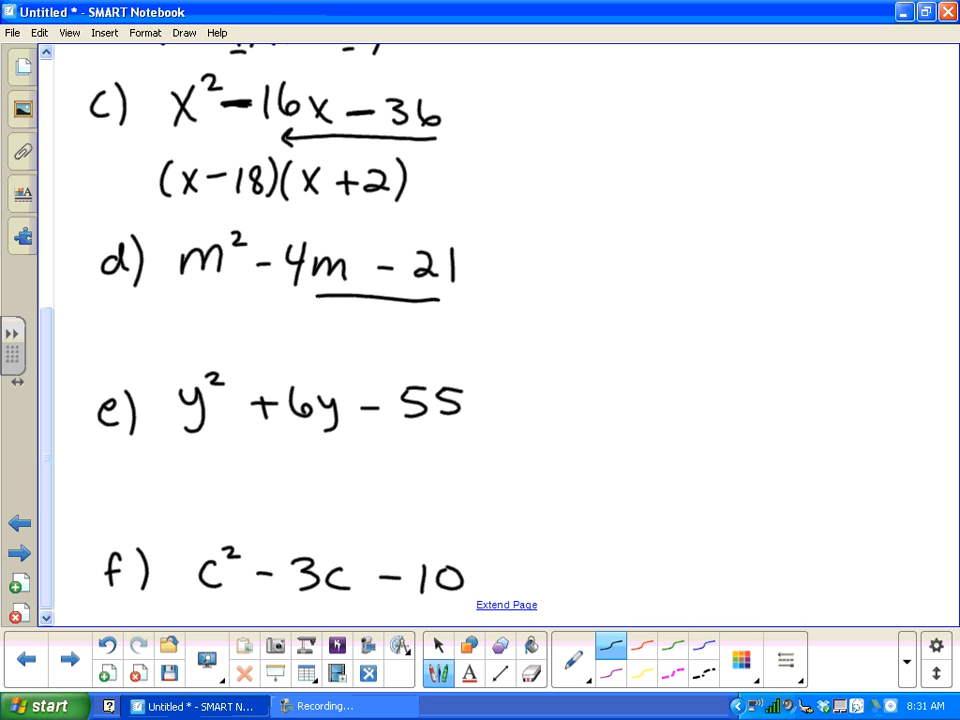 Untitled * - SMART Notebook
File Edit View Insert Format Draw Help
c) x² - 16x - 36
(x - 18)(x + 2)
d) m² - 4m - 21
e) y² + 6y - 55
f) c² - 3c - 10
Extend Page
start
Untitled * - SMART N...
Recording...
8:31 AM